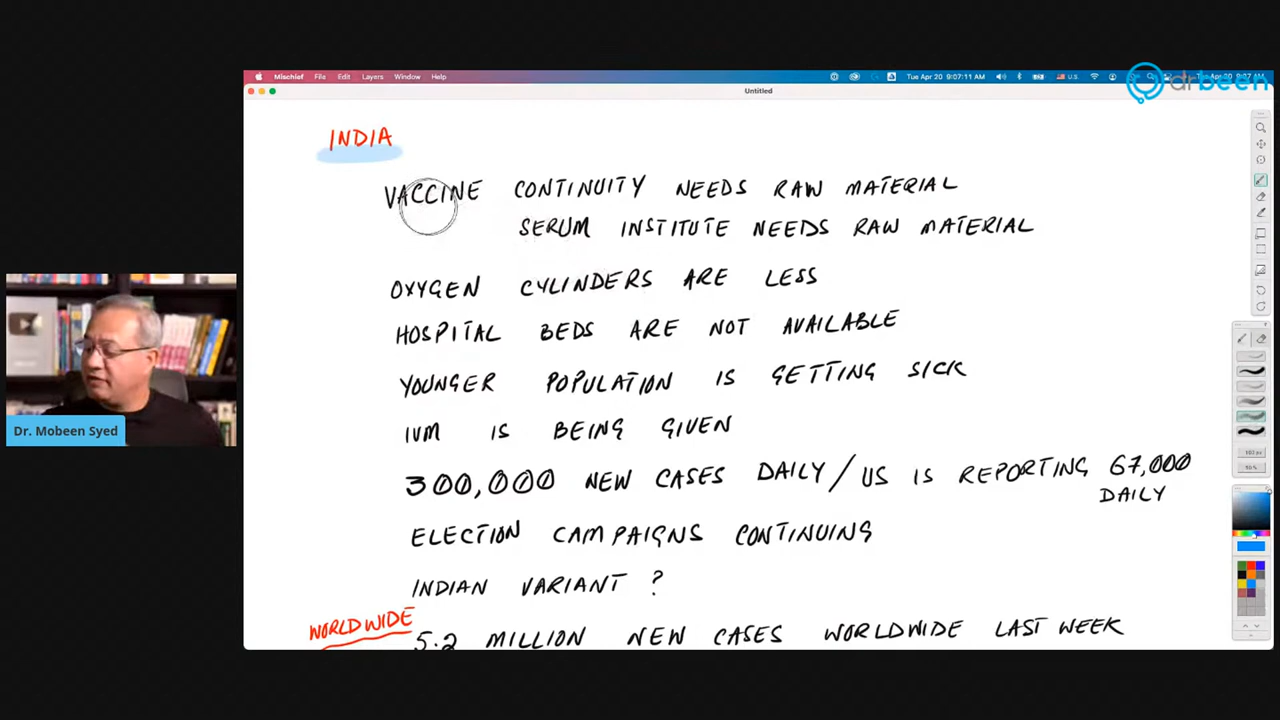 drbeen
Mischief File Edit Layers Window Help
U.S.
Tue Apr 20 9:07:11 AM
Untitled
INDIA
VACCINE CONTINUITY NEEDS RAW MATERIAL
SERUM INSTITUTE NEEDS RAW MATERIAL
OXYGEN CYLINDERS ARE LESS
HOSPITAL BEDS ARE NOT AVAILABLE
YOUNGER POPULATION IS GETTING SICK
IVM IS BEING GIVEN
300,000 NEW CASES DAILY / US IS REPORTING 67,000
DAILY
ELECTION CAMPAIGNS CONTINUING
INDIAN VARIANT ?
WORLDWIDE
5.2 MILLION NEW CASES WORLDWIDE LAST WEEK
Dr. Mobeen Syed